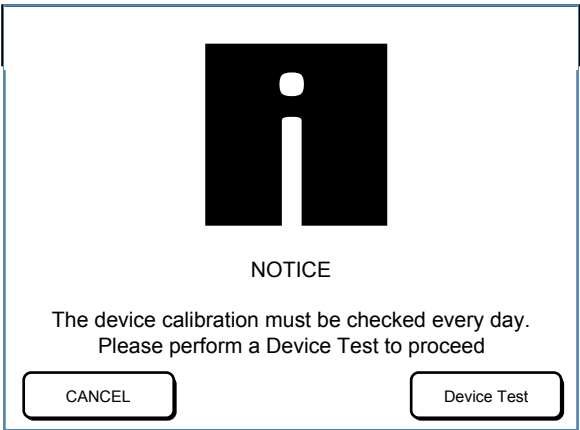 NOTICE
The device calibration must be checked every day.
Please perform a Device Test to proceed
CANCEL
Device Test